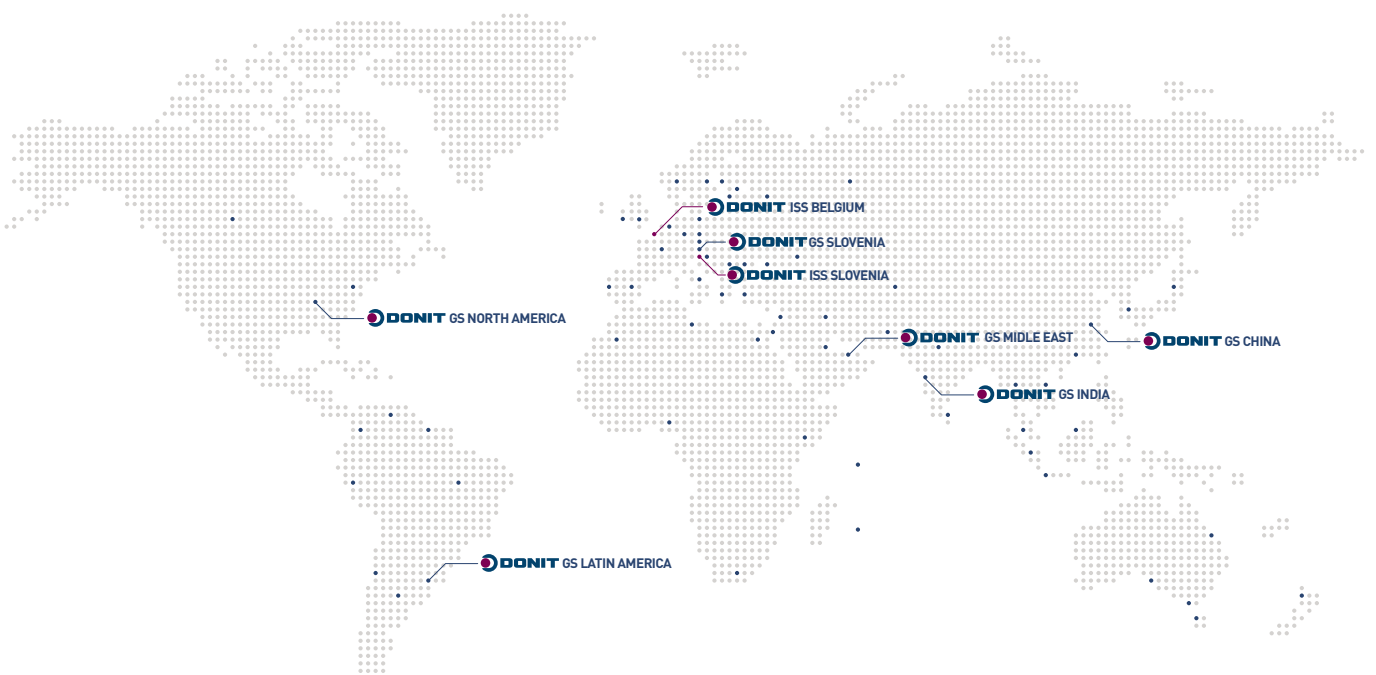 DONIT ISS BELGIUM
DONIT GS SLOVENIA
DONIT ISS SLOVENIA
DONIT GS NORTH AMERICA
DONIT GS MIDLE EAST
DONIT GS CHINA
DONIT GS INDIA
DONIT GS LATIN AMERICA